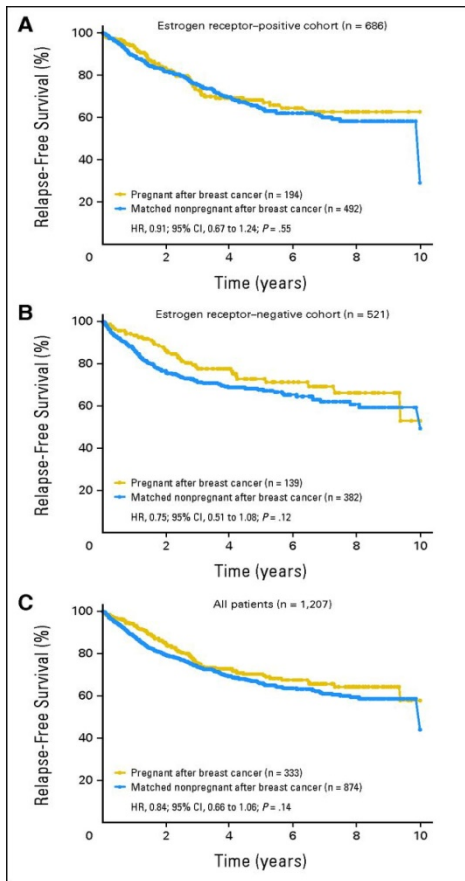 A
Estrogen receptor–positive cohort (n = 686)
Relapse-Free Survival (%)
100
80
60
40
20
Pregnant after breast cancer (n = 194)
Matched nonpregnant after breast cancer (n = 492)
HR, 0.91; 95% CI, 0.67 to 1.24; P = .55
0 2 4 6 8 10
Time (years)
B
Estrogen receptor–negative cohort (n = 521)
Relapse-Free Survival (%)
100
80
60
40
20
Pregnant after breast cancer (n = 139)
Matched nonpregnant after breast cancer (n = 382)
HR, 0.75; 95% CI, 0.51 to 1.08; P = .12
0 2 4 6 8 10
Time (years)
C
All patients (n = 1,207)
Relapse-Free Survival (%)
100
80
60
40
20
Pregnant after breast cancer (n = 333)
Matched nonpregnant after breast cancer (n = 874)
HR, 0.84; 95% CI, 0.66 to 1.06; P = .14
0 2 4 6 8 10
Time (years)